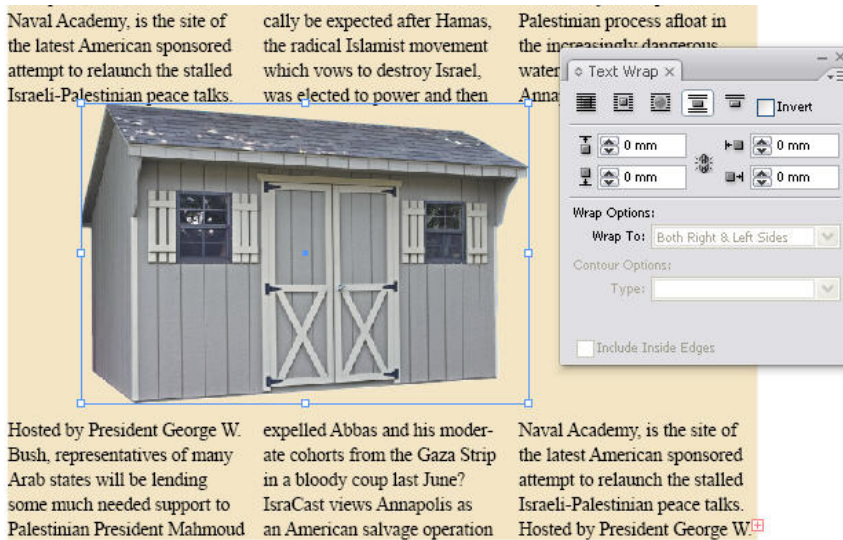 Naval Academy, is the site of
the latest American sponsored
attempt to relaunch the stalled
Israeli-Palestinian peace talks.
Hosted by President George W.
Bush, representatives of many
Arab states will be lending
some much needed support to
Palestinian President Mahmoud
cally be expected after Hamas,
the radical Islamist movement
which vows to destroy Israel,
was elected to power and then
expelled Abbas and his moder-
ate cohorts from the Gaza Strip
in a bloody coup last June?
IsraCast views Annapolis as
an American salvage operation
Palestinian process afloat in
the increasingly dangerous
Naval Academy, is the site of
the latest American sponsored
attempt to relaunch the stalled
Israeli-Palestinian peace talks.
Hosted by President George W.
Text Wrap
Invert
0 mm 0 mm
0 mm 0 mm
Wrap Options:
Wrap To: Both Right & Left Sides
Contour Options:
Type:
Include Inside Edges